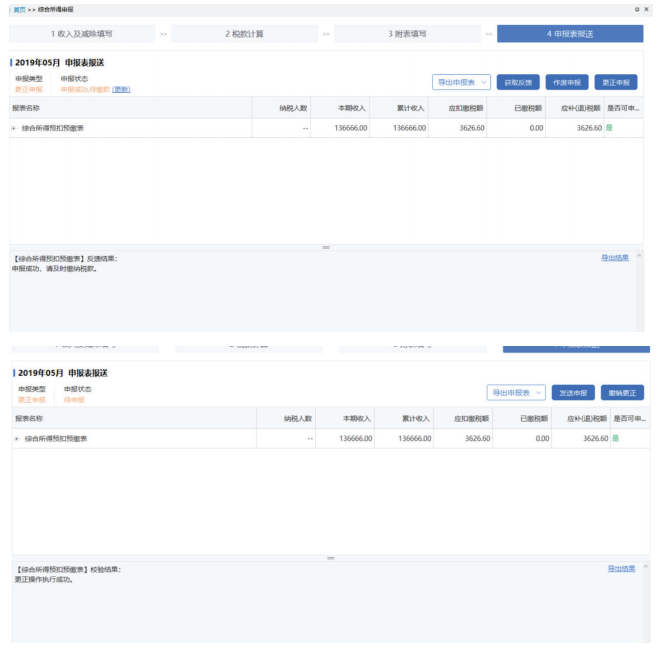 首页 >> 综合所得申报
1 收入及减除填写 >> 2 税款计算 >> 3 附表填写 >> 4 申报表报送
2019年05月 申报表报送
申报类型 申报状态
更正申报 申报成功,待缴款 (更新) 导出申报表 获取反馈 作废申报 更正申报
报表名称 纳税人数 本期收入 累计收入 应扣缴税额 已缴税额 应补(退)税额 是否可申...
综合所得预扣预缴表 -- 136666.00 136666.00 3626.60 0.00 3626.60 是
【综合所得预扣预缴表】反馈结果: 导出结果
申报成功，请及时缴纳税款。
2019年05月 申报表报送
申报类型 申报状态
更正申报 待申报 导出申报表 发送申报 撤销更正
报表名称 纳税人数 本期收入 累计收入 应扣缴税额 已缴税额 应补(退)税额 是否可申...
综合所得预扣预缴表 -- 136666.00 136666.00 3626.60 0.00 3626.60 是
【综合所得预扣预缴表】校验结果: 导出结果
更正操作执行成功。